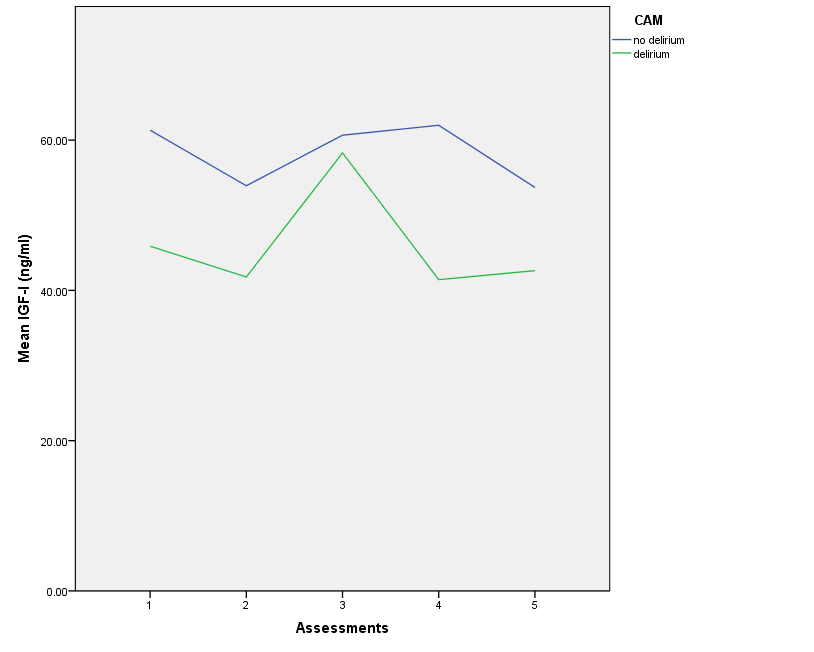 CAM
no delirium
delirium
60.00
40.00
20.00
0.00
Mean IGF-I (ng/ml)
1 2 3 4 5
Assessments